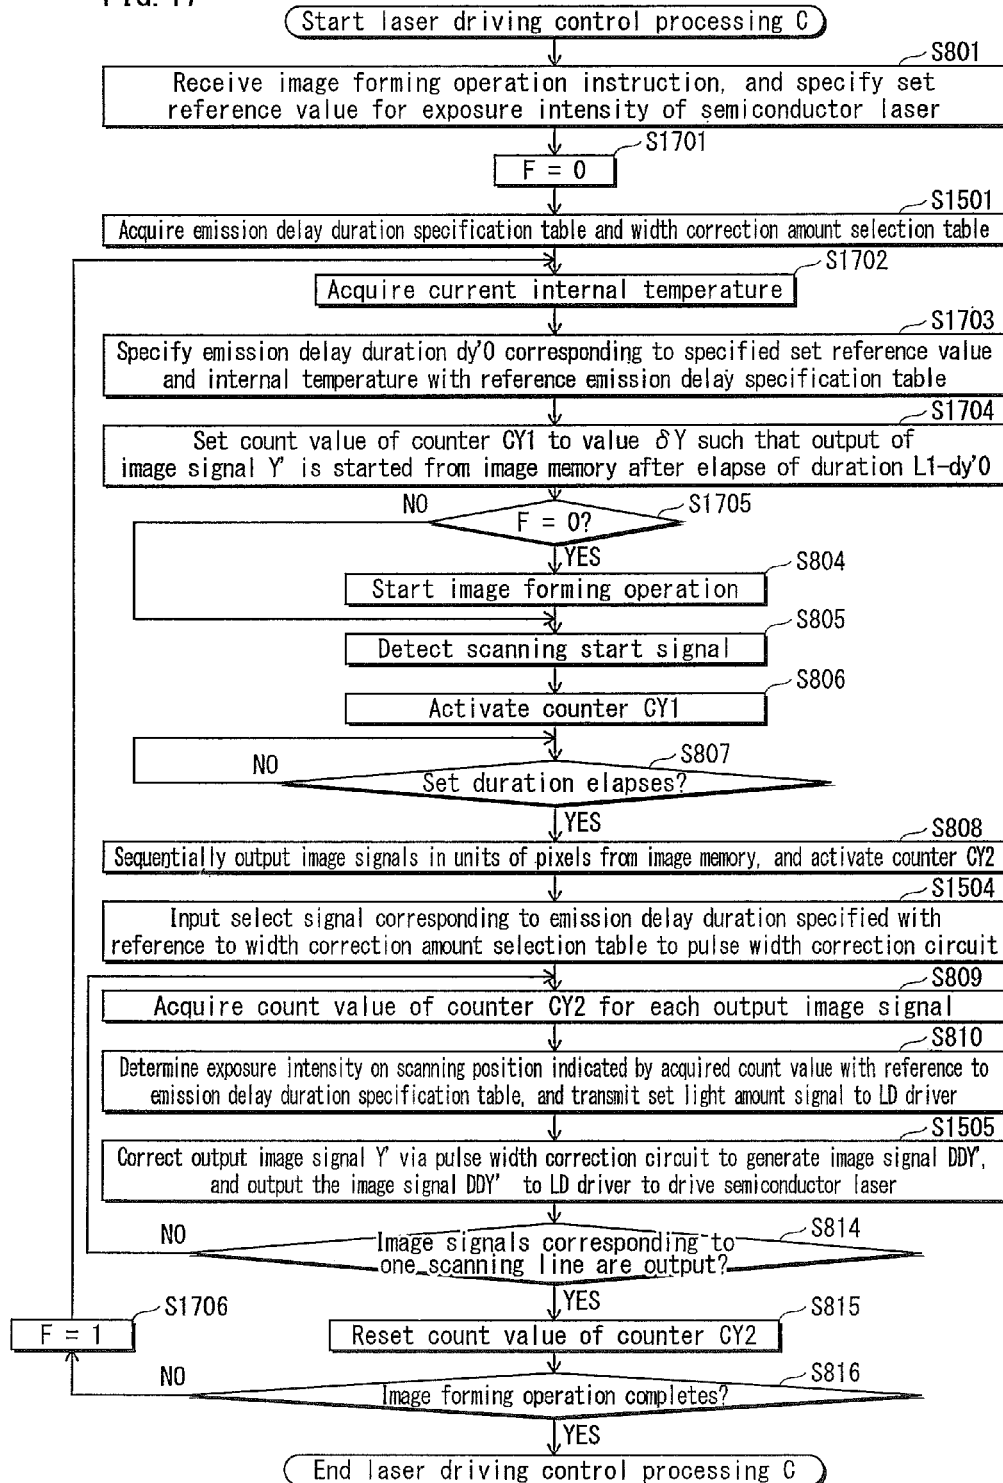 FIG. 17
Start laser driving control processing C
S801
Receive image forming operation instruction, and specify set
reference value for exposure intensity of semiconductor laser
S1701
F = 0
S1501
Acquire emission delay duration specification table and width correction amount selection table
S1702
Acquire current internal temperature
S1703
Specify emission delay duration dy'0 corresponding to specified set reference value
and internal temperature with reference emission delay specification table
S1704
Set count value of counter CY1 to value δY such that output of
image signal Y' is started from image memory after elapse of duration L1-dy'0
S1705
NO
F = 0?
YES
S804
Start image forming operation
S805
Detect scanning start signal
S806
Activate counter CY1
S807
NO
Set duration elapses?
YES
S808
Sequentially output image signals in units of pixels from image memory, and activate counter CY2
S1504
Input select signal corresponding to emission delay duration specified with
reference to width correction amount selection table to pulse width correction circuit
S809
Acquire count value of counter CY2 for each output image signal
S810
Determine exposure intensity on scanning position indicated by acquired count value with reference to
emission delay duration specification table, and transmit set light amount signal to LD driver
S1505
Correct output image signal Y' via pulse width correction circuit to generate image signal DDY',
and output the image signal DDY' to LD driver to drive semiconductor laser
S814
NO
Image signals corresponding to
one scanning line are output?
YES
S1706
F = 1
S815
Reset count value of counter CY2
S816
NO
Image forming operation completes?
YES
End laser driving control processing C